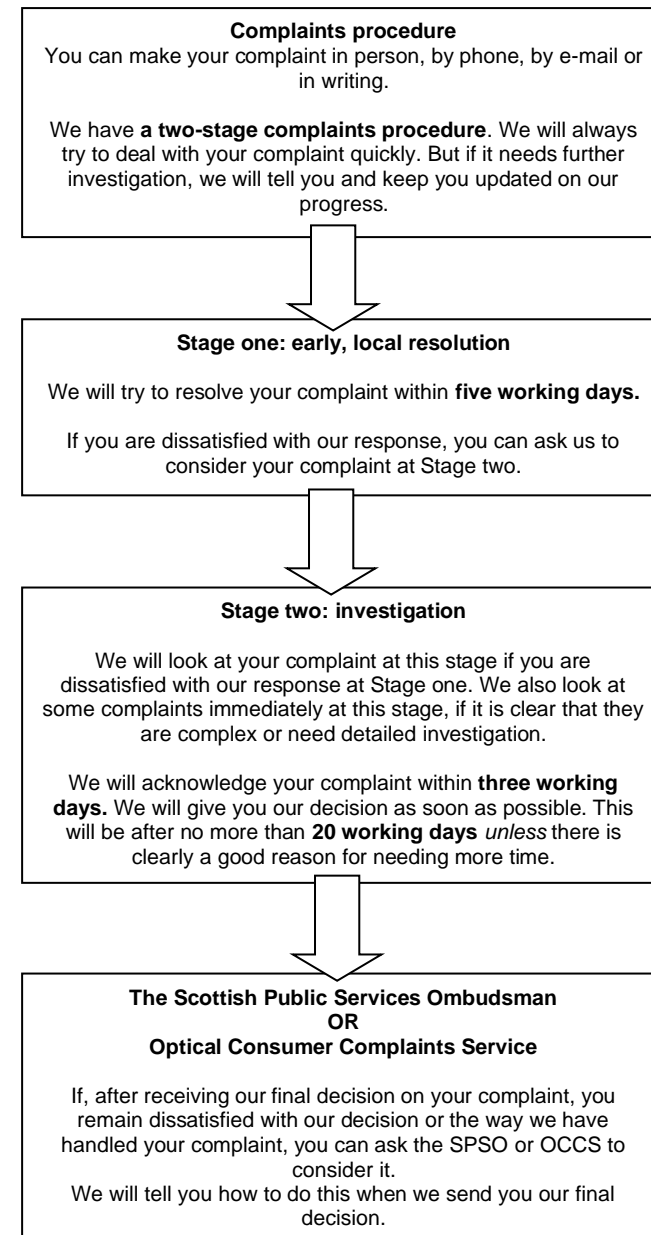 Complaints procedure
You can make your complaint in person, by phone, by e-mail or
in writing.
We have a two-stage complaints procedure. We will always
try to deal with your complaint quickly. But if it needs further
investigation, we will tell you and keep you updated on our
progress.
Stage one: early, local resolution
We will try to resolve your complaint within five working days.
If you are dissatisfied with our response, you can ask us to
consider your complaint at Stage two.
Stage two: investigation
We will look at your complaint at this stage if you are
dissatisfied with our response at Stage one. We also look at
some complaints immediately at this stage, if it is clear that they
are complex or need detailed investigation.
We will acknowledge your complaint within three working
days. We will give you our decision as soon as possible. This
will be after no more than 20 working days unless there is
clearly a good reason for needing more time.
The Scottish Public Services Ombudsman
OR
Optical Consumer Complaints Service
If, after receiving our final decision on your complaint, you
remain dissatisfied with our decision or the way we have
handled your complaint, you can ask the SPSO or OCCS to
consider it.
We will tell you how to do this when we send you our final
decision.